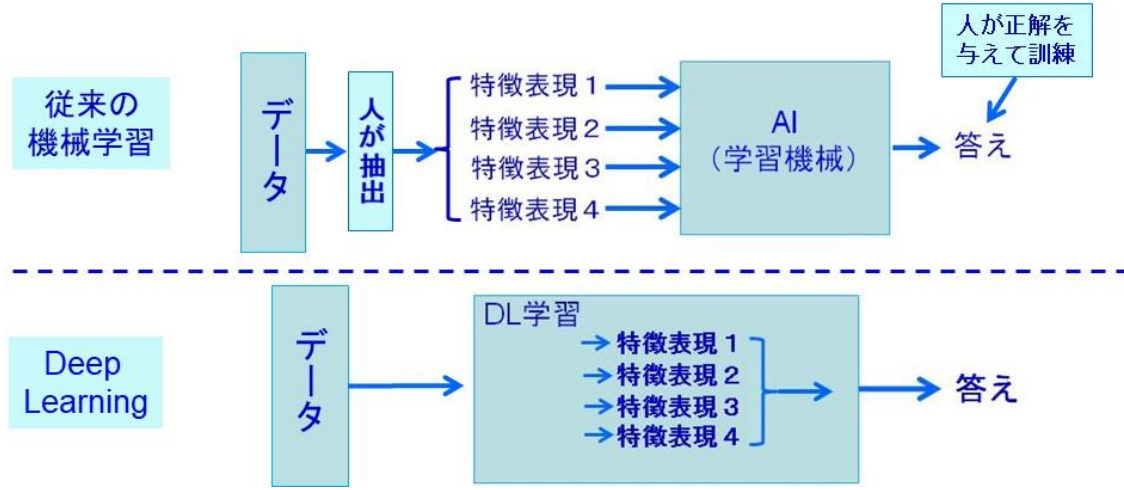 人が正解を
与えて訓練
従来の
機械学習
データ
人が抽出
特徴表現1
特徴表現2
特徴表現3
特徴表現4
AI
（学習機械）
答え
Deep
Learning
データ
DL学習
特徴表現1
特徴表現2
特徴表現3
特徴表現4
答え